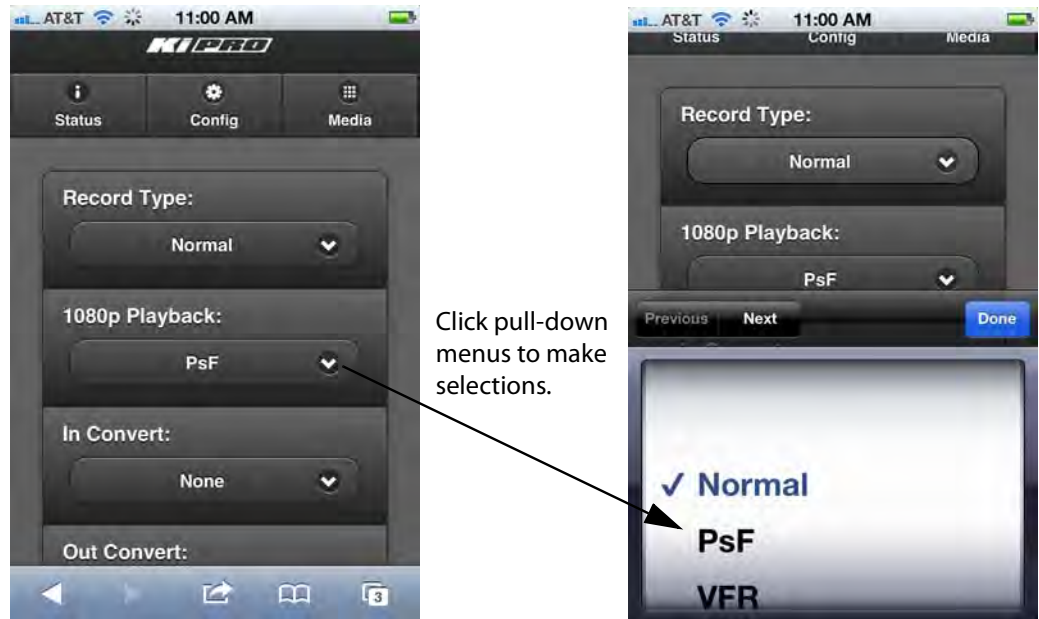 AT&T 11:00 AM
Ki PRO
Status Config Media
Record Type:
Normal
1080p Playback:
PsF
In Convert:
None
Out Convert:
3
Click pull-down
menus to make
selections.
AT&T 11:00 AM
Status Config Media
Record Type:
Normal
1080p Playback:
PsF
Previous Next Done
✓ Normal
PsF
VFR